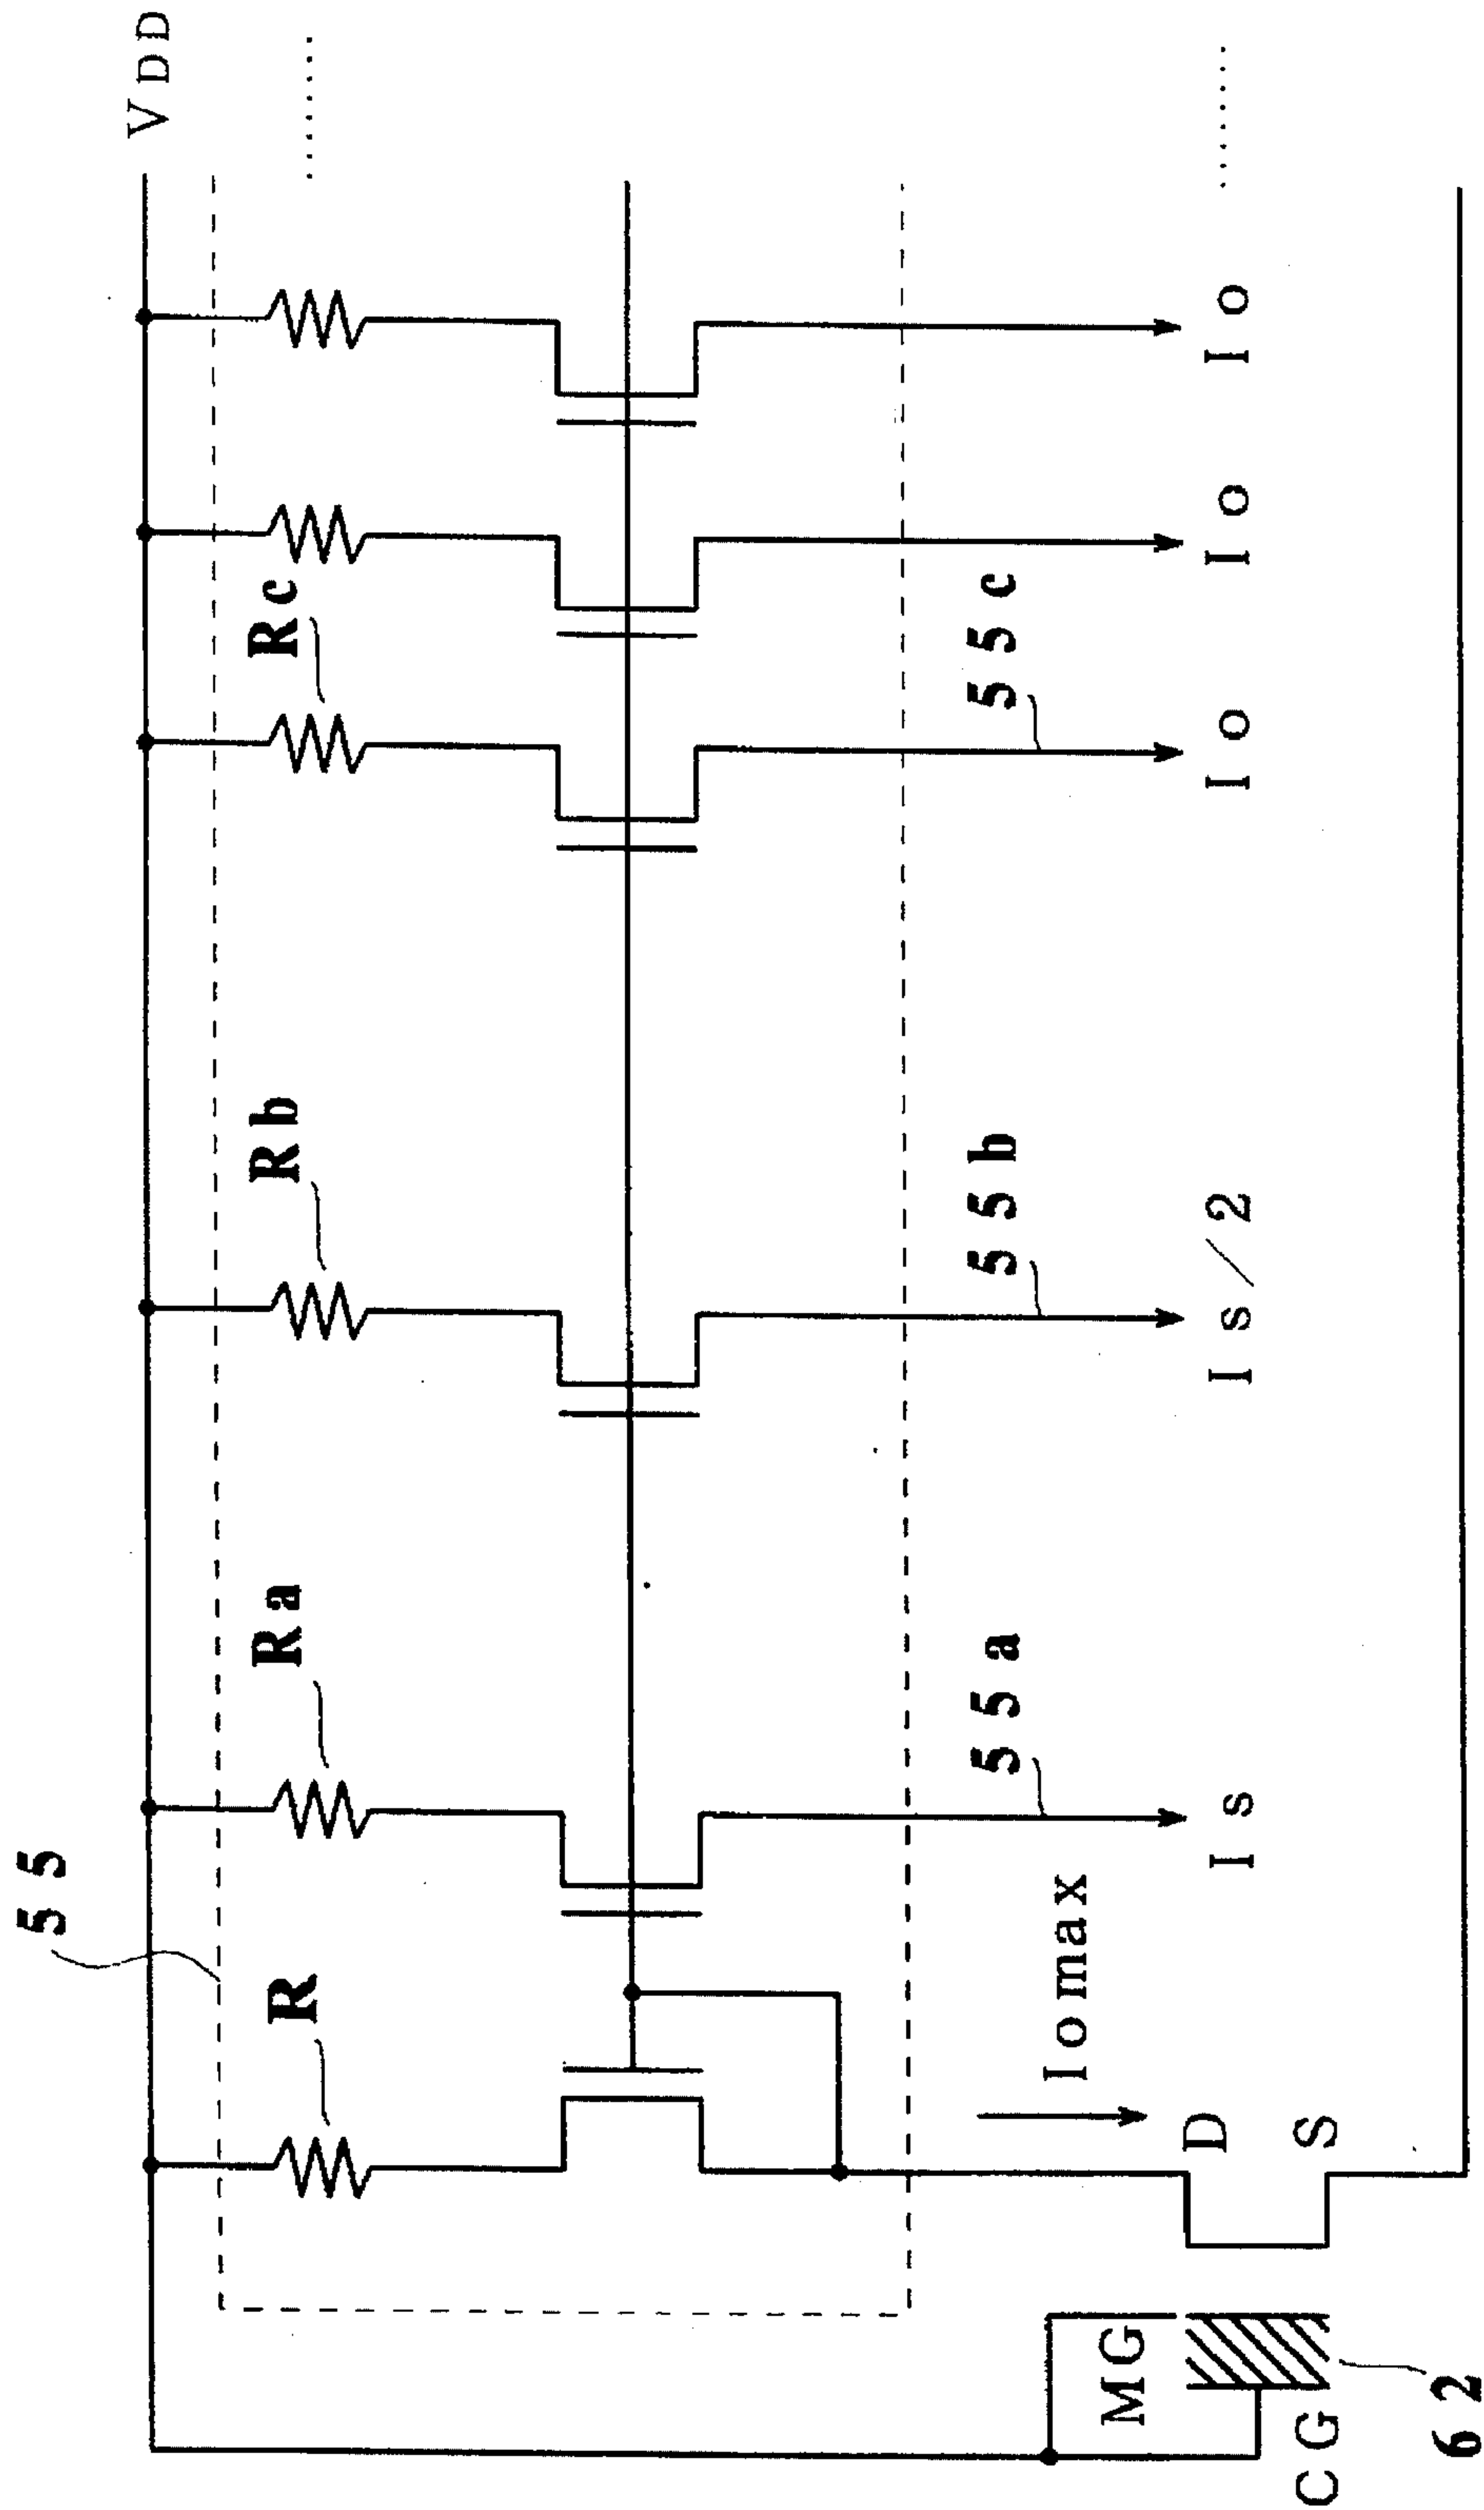 VDD
55
R
Ra
Rb
Rc
55a
55b
55c
Iomax
Is
Is/2
Io
Io
Io
D
S
MG
CG
62